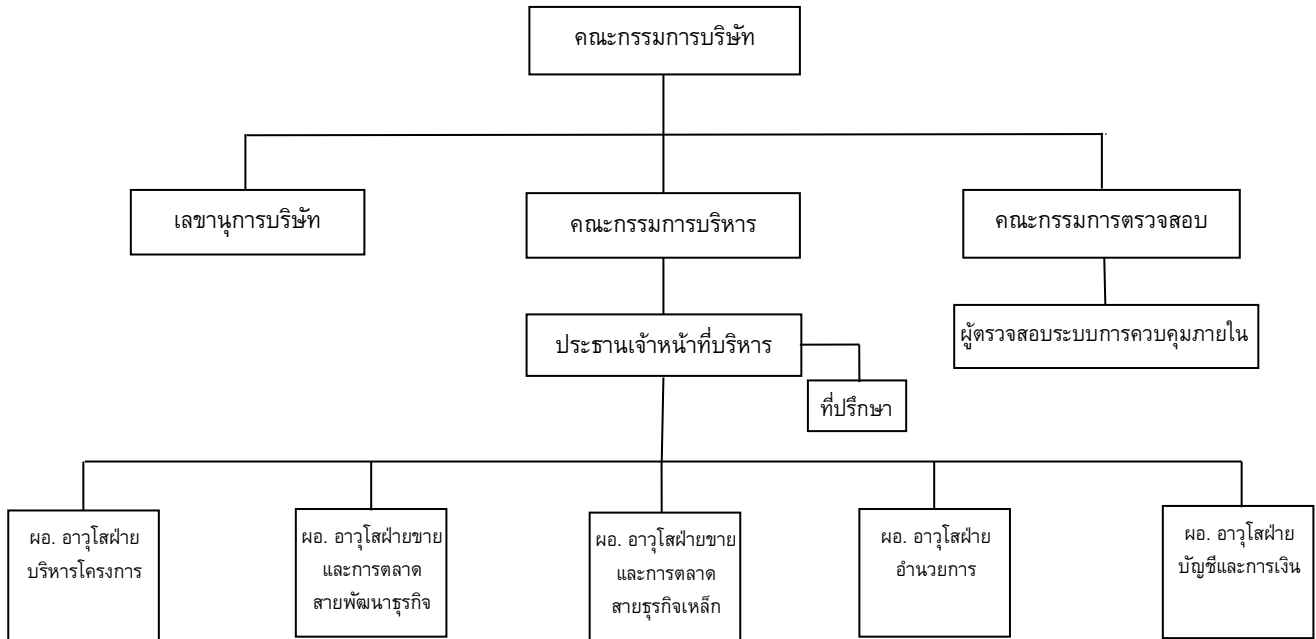 คณะกรรมการบริษัท
เลขานุการบริษัท
คณะกรรมการบริหาร
คณะกรรมการตรวจสอบ
ประธานเจ้าหน้าที่บริหาร
ผู้ตรวจสอบระบบการควบคุมภายใน
ที่ปรึกษา
ผอ. อาวุโสฝ่าย
บริหารโครงการ
ผอ. อาวุโสฝ่ายขาย
และการตลาด
สายพัฒนาธุรกิจ
ผอ. อาวุโสฝ่ายขาย
และการตลาด
สายธุรกิจเหล็ก
ผอ. อาวุโสฝ่าย
อำนวยการ
ผอ. อาวุโสฝ่าย
บัญชีและการเงิน